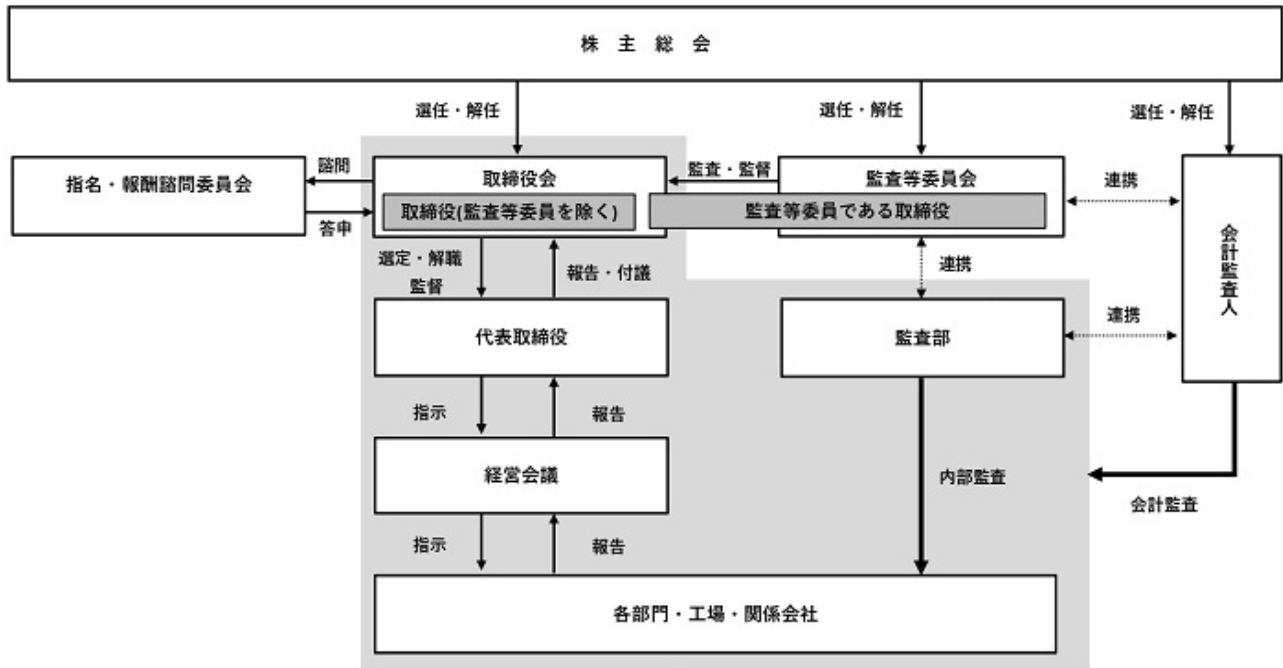 株 主 総 会
選任・解任
選任・解任
選任・解任
指名・報酬諮問委員会
諮問
答申
取締役会
取締役(監査等委員を除く)
監査・監督
監査等委員会
監査等委員である取締役
連携
会計監査人
選定・解職
監督
報告・付議
連携
代表取締役
監査部
連携
指示
報告
経営会議
内部監査
会計監査
指示
報告
各部門・工場・関係会社